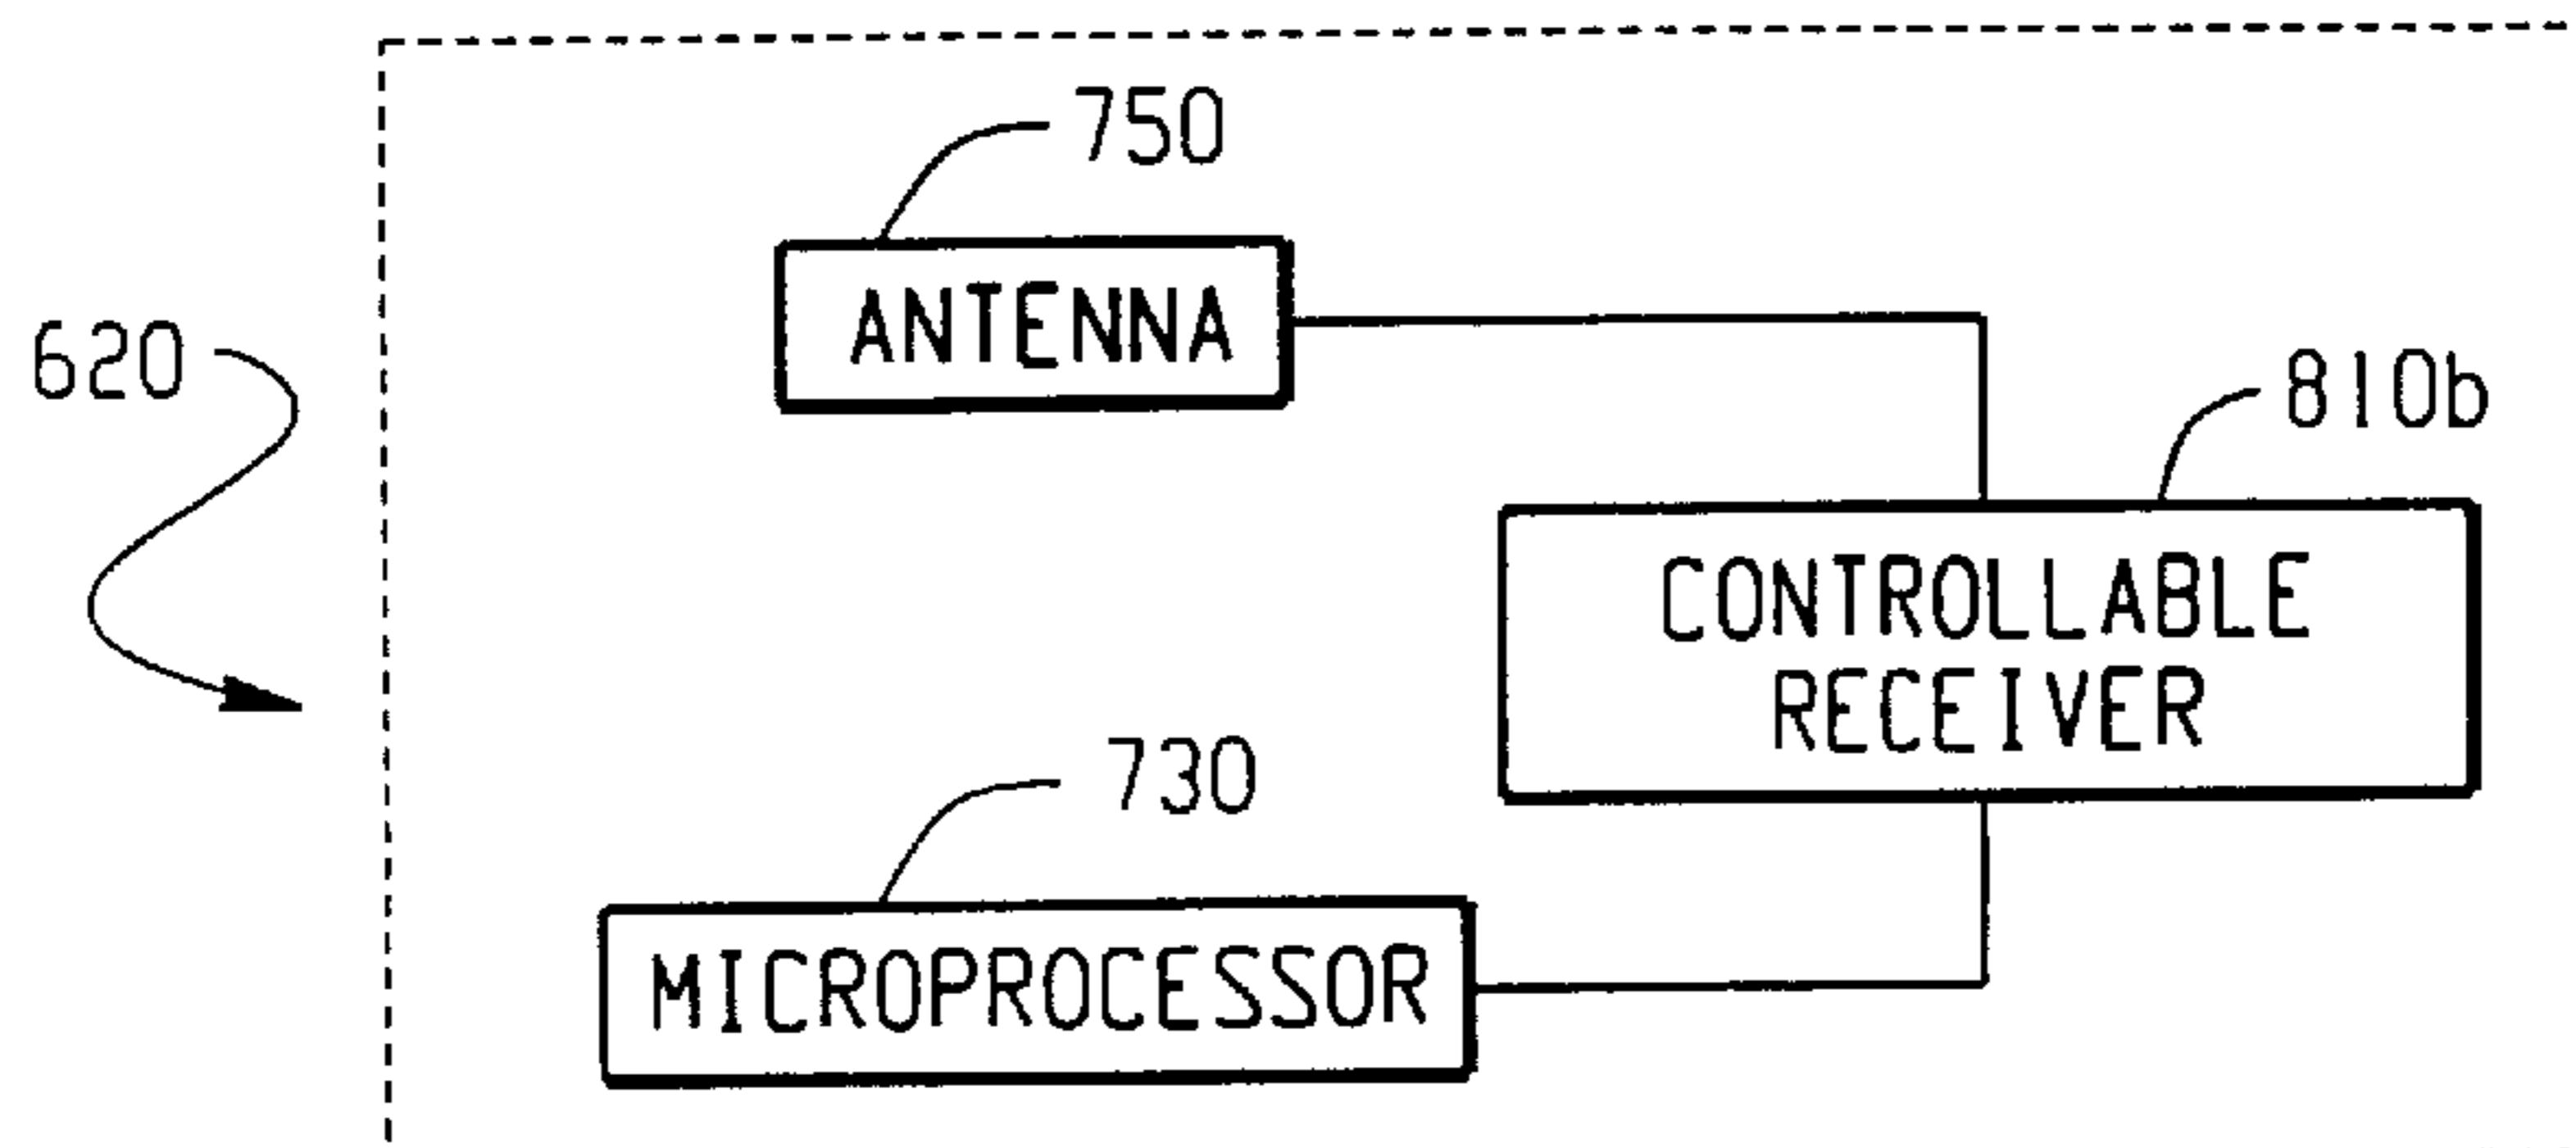 750
ANTENNA
620
810b
CONTROLLABLE
RECEIVER
730
MICROPROCESSOR